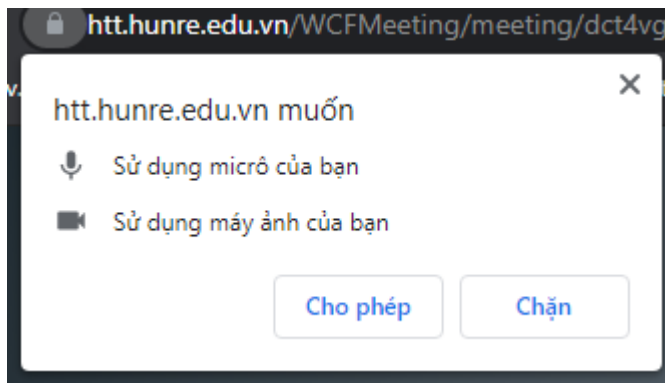 htt.hunre.edu.vn/WCFMeeting/meeting/dct4vg
v.
htt.hunre.edu.vn muốn
Sử dụng micrô của bạn
Sử dụng máy ảnh của bạn
Cho phép
Chặn